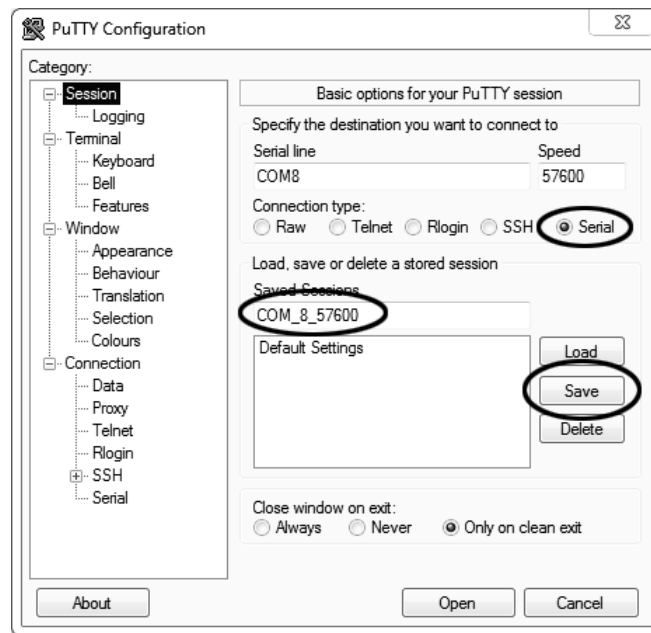 PuTTY Configuration
Category:
Session
Logging
Terminal
Keyboard
Bell
Features
Window
Appearance
Behaviour
Translation
Selection
Colours
Connection
Data
Proxy
Telnet
Rlogin
SSH
Serial
Basic options for your PuTTY session
Specify the destination you want to connect to
Serial line Speed
COM8 57600
Connection type:
Raw Telnet Rlogin SSH Serial
Load, save or delete a stored session
Saved Sessions
COM_8_57600
Default Settings
Load
Save
Delete
Close window on exit:
Always Never Only on clean exit
About Open Cancel